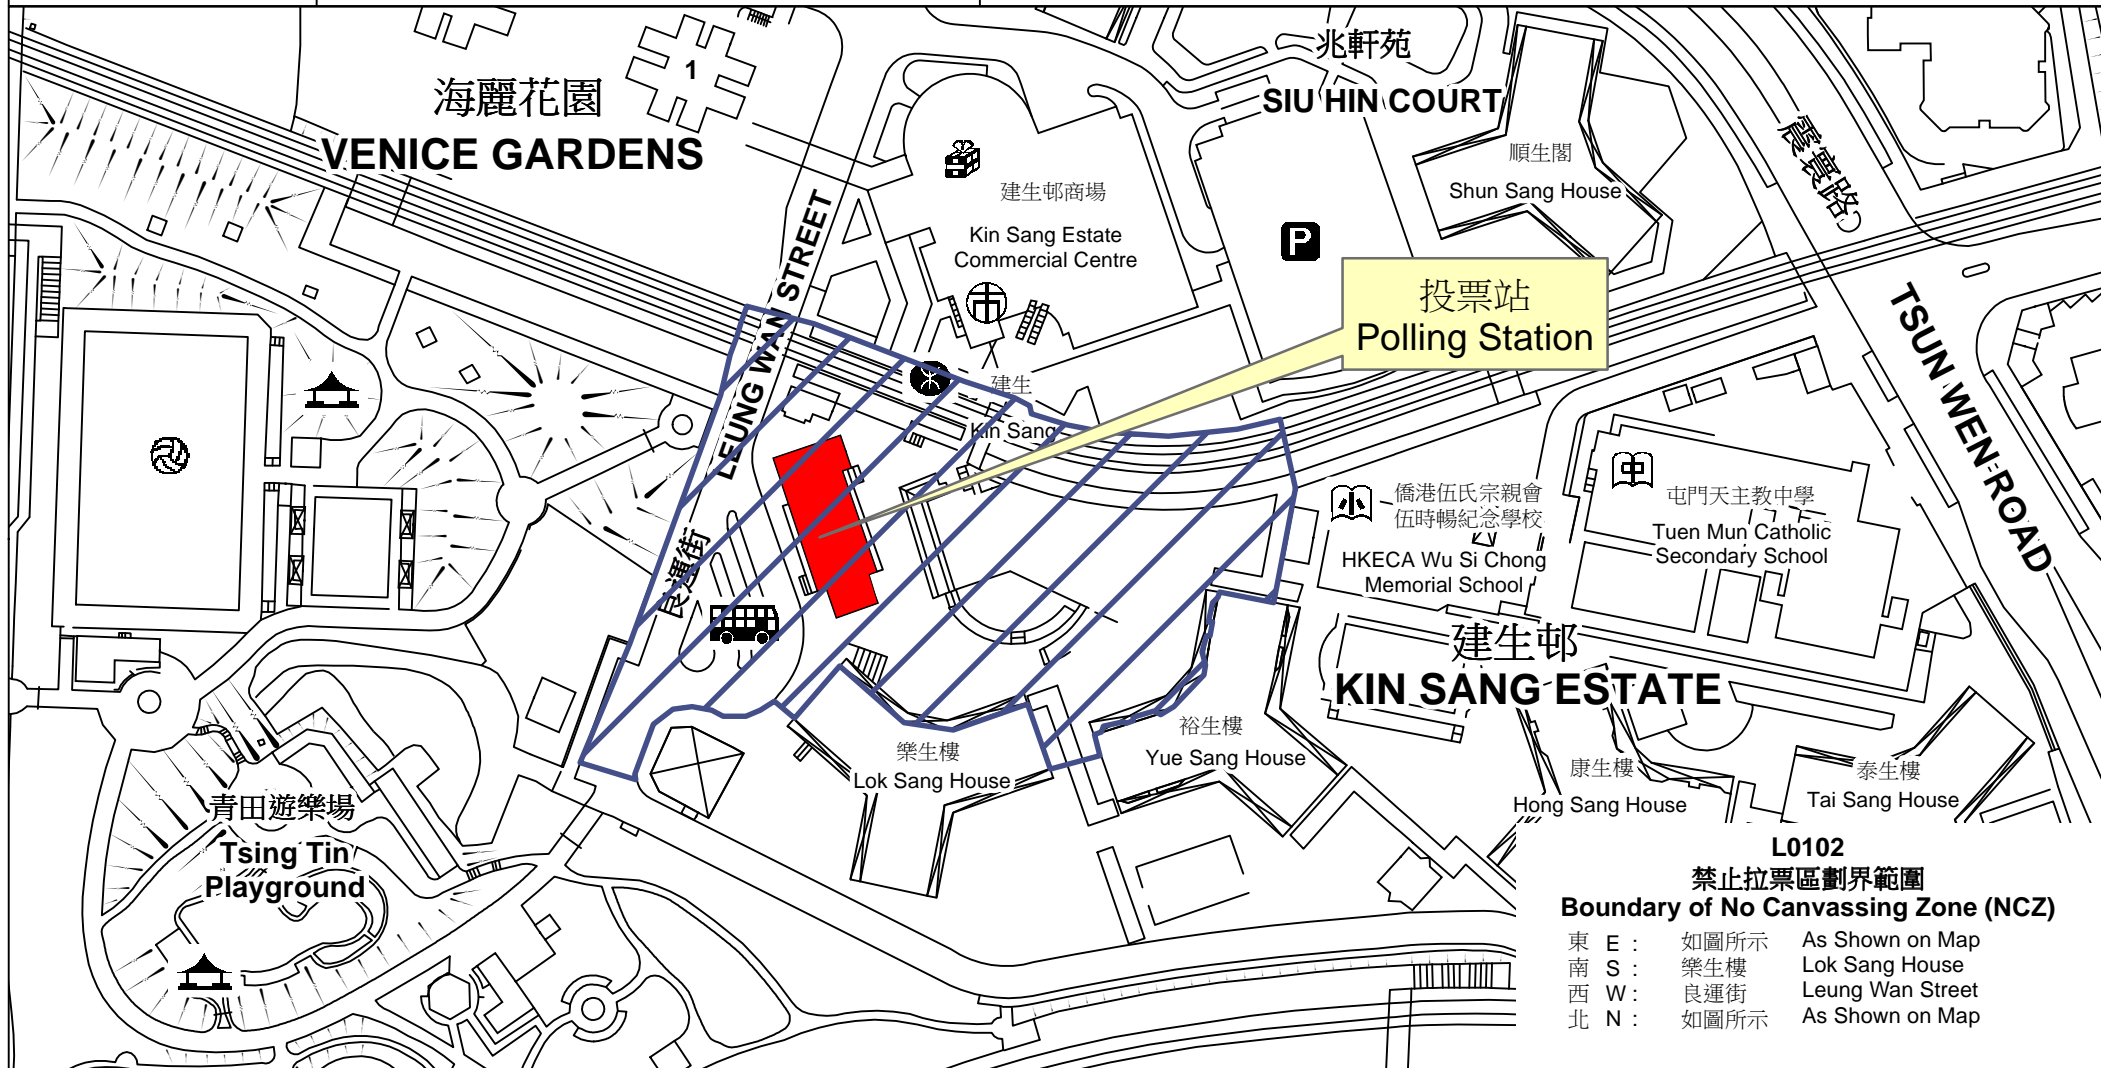 兆軒苑
SIU HIN COURT
1
海麗花園
VENICE GARDENS
順生閣
Shun Sang House
建生邨商場
Kin Sang Estate
Commercial Centre
震寰路
TSUN WEN ROAD
P
市
LEUNG WAN STREET
良運街
投票站
Polling Station
建生
Kin Sang
小
僑港伍氏宗親會
伍時暢紀念學校
HKECA Wu Si Chong
Memorial School
中
屯門天主教中學
Tuen Mun Catholic
Secondary School
建生邨
KIN SANG ESTATE
裕生樓
Yue Sang House
樂生樓
Lok Sang House
康生樓
Hong Sang House
泰生樓
Tai Sang House
青田遊樂場
Tsing Tin
Playground
L0102
禁止拉票區劃界範圍
Boundary of No Canvassing Zone (NCZ)
東 E : 如圖所示 As Shown on Map
南 S : 樂生樓 Lok Sang House
西 W : 良運街 Leung Wan Street
北 N : 如圖所示 As Shown on Map